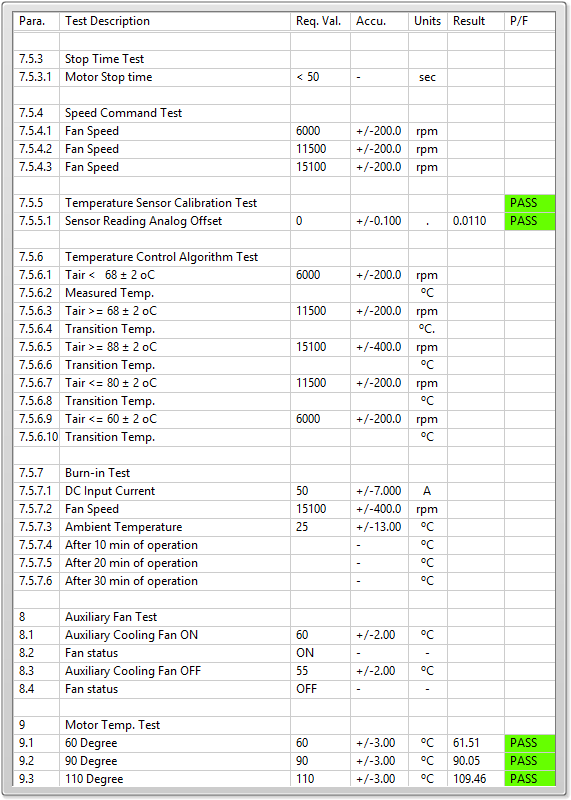 Para. Test Description Req. Val. Accu. Units Result P/F
7.5.3 Stop Time Test
7.5.3.1 Motor Stop time < 50 - sec
7.5.4 Speed Command Test
7.5.4.1 Fan Speed 6000 +/-200.0 rpm
7.5.4.2 Fan Speed 11500 +/-200.0 rpm
7.5.4.3 Fan Speed 15100 +/-200.0 rpm
7.5.5 Temperature Sensor Calibration Test PASS
7.5.5.1 Sensor Reading Analog Offset 0 +/-0.100 . 0.0110 PASS
7.5.6 Temperature Control Algorithm Test
7.5.6.1 Tair < 68 ± 2 oC 6000 +/-200.0 rpm
7.5.6.2 Measured Temp. ºC
7.5.6.3 Tair >= 68 ± 2 oC 11500 +/-200.0 rpm
7.5.6.4 Transition Temp. ºC.
7.5.6.5 Tair >= 88 ± 2 oC 15100 +/-400.0 rpm
7.5.6.6 Transition Temp. ºC
7.5.6.7 Tair <= 80 ± 2 oC 11500 +/-200.0 rpm
7.5.6.8 Transition Temp. ºC
7.5.6.9 Tair <= 60 ± 2 oC 6000 +/-200.0 rpm
7.5.6.10 Transition Temp. ºC
7.5.7 Burn-in Test
7.5.7.1 DC Input Current 50 +/-7.000 A
7.5.7.2 Fan Speed 15100 +/-400.0 rpm
7.5.7.3 Ambient Temperature 25 +/-13.00 ºC
7.5.7.4 After 10 min of operation - ºC
7.5.7.5 After 20 min of operation - ºC
7.5.7.6 After 30 min of operation - ºC
8 Auxiliary Fan Test
8.1 Auxiliary Cooling Fan ON 60 +/-2.00 ºC
8.2 Fan status ON - -
8.3 Auxiliary Cooling Fan OFF 55 +/-2.00 ºC
8.4 Fan status OFF - -
9 Motor Temp. Test
9.1 60 Degree 60 +/-3.00 ºC 61.51 PASS
9.2 90 Degree 90 +/-3.00 ºC 90.05 PASS
9.3 110 Degree 110 +/-3.00 ºC 109.46 PASS